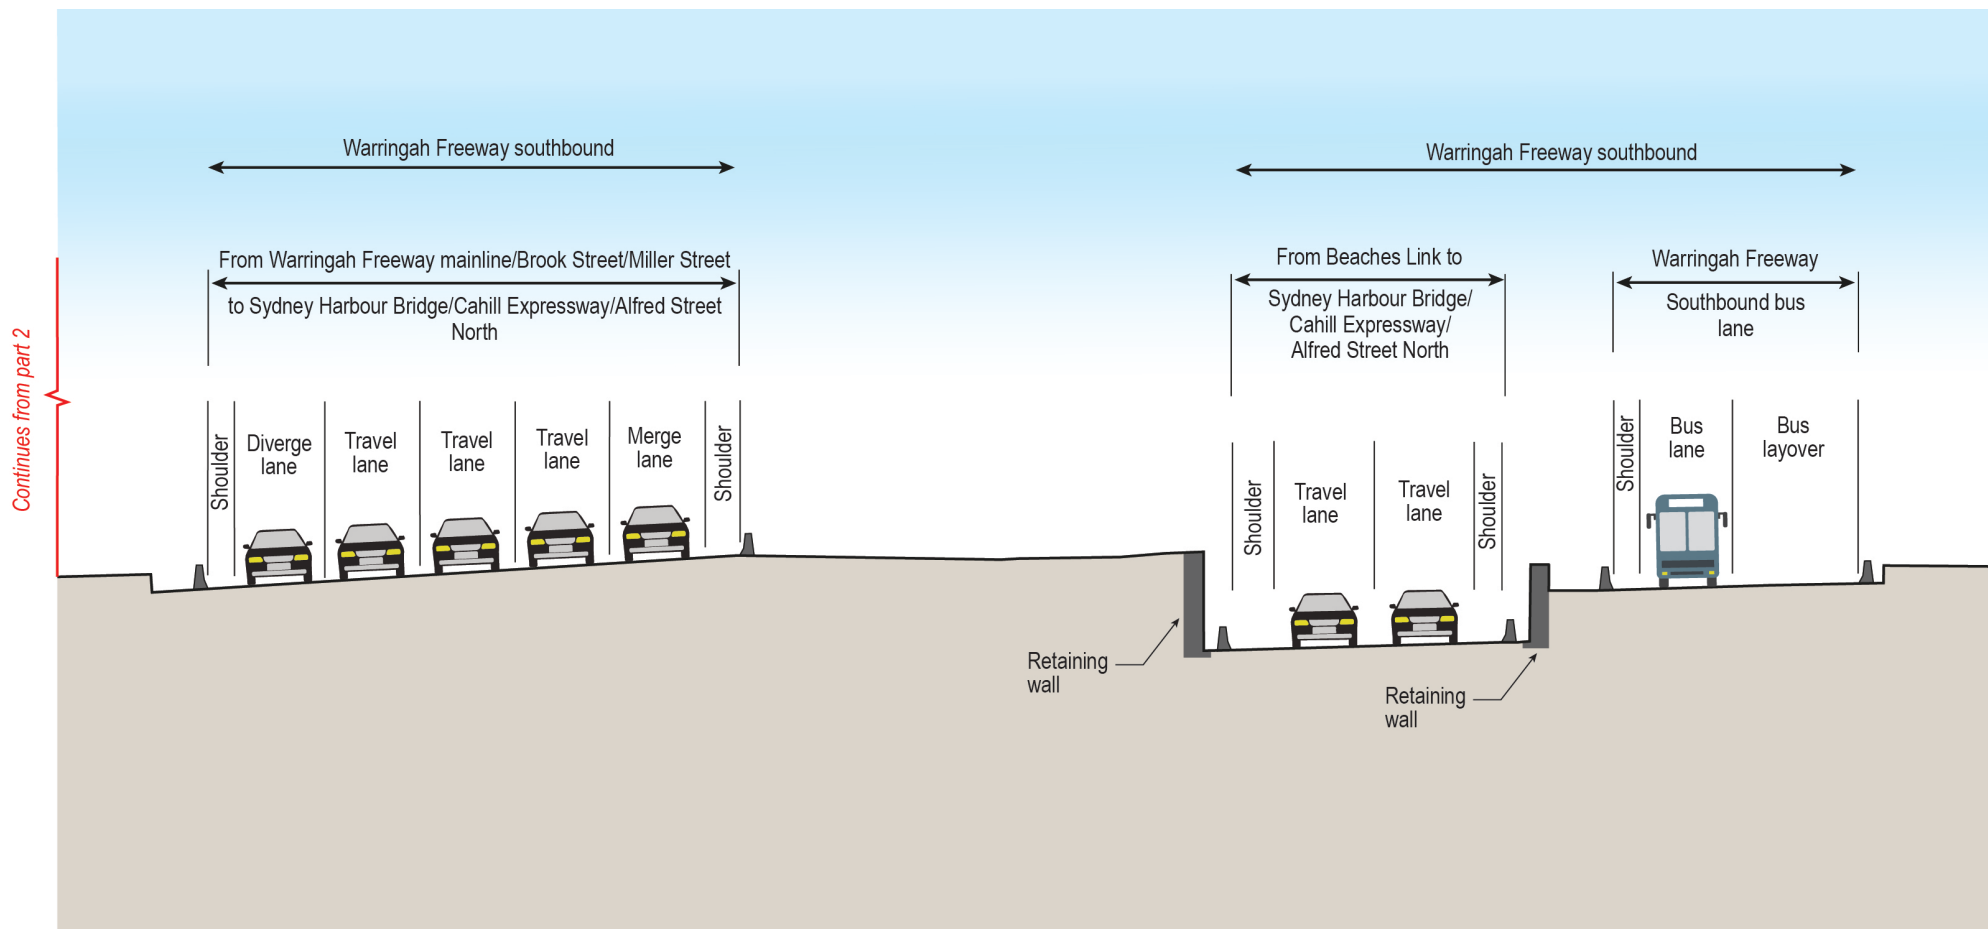 Continues from part 2
Warringah Freeway southbound
From Warringah Freeway mainline/Brook Street/Miller Street
to Sydney Harbour Bridge/Cahill Expressway/Alfred Street
North
Shoulder
Diverge
lane
Travel
lane
Travel
lane
Travel
lane
Merge
lane
Shoulder
Warringah Freeway southbound
From Beaches Link to
Sydney Harbour Bridge/
Cahill Expressway/
Alfred Street North
Shoulder
Travel
lane
Travel
lane
Shoulder
Warringah Freeway
Southbound bus
lane
Shoulder
Bus
lane
Bus
layover
Retaining
wall
Retaining
wall